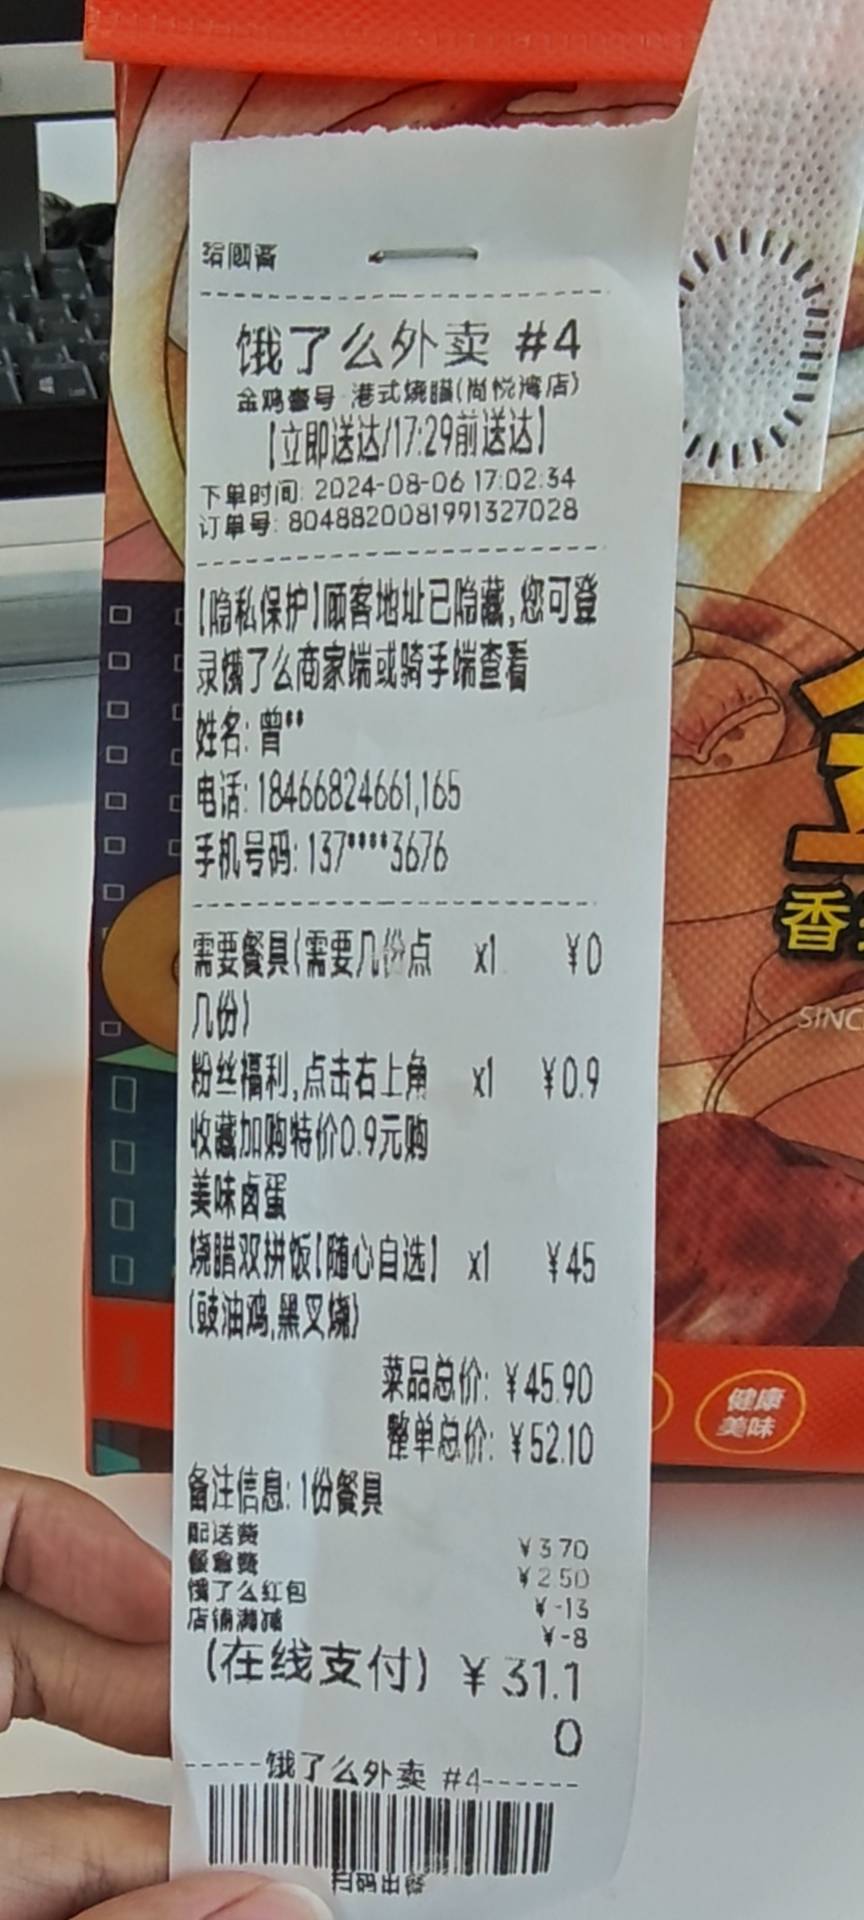 给顾客
饿了么外卖 #4
金鸡壹号·港式烧腊(尚悦湾店)
【立即送达/17:29前送达】
下单时间: 2024-08-06 17:02:34
订单号: 8048820081991327028
【隐私保护】顾客地址已隐藏,您可登
录饿了么商家端或骑手端查看
姓名: 曾**
电话: 18466824661,165
手机号码: 137****3676
需要餐具(需要几份点 x1 ¥0
几份)
粉丝福利,点击右上角 x1 ¥0.9
收藏加购特价0.9元购
美味卤蛋
烧腊双拼饭【随心自选】 x1 ¥45
(豉油鸡,黑叉烧)
菜品总价: ¥45.90
整单总价: ¥52.10
备注信息: 1份餐具
配送费 ¥3.70
餐盒费 ¥2.50
饿了么红包 ¥-13
店铺满减 ¥-8
(在线支付) ¥31.1
0
------饿了么外卖 #4------
扫码出餐
香
SINC
健康
美味